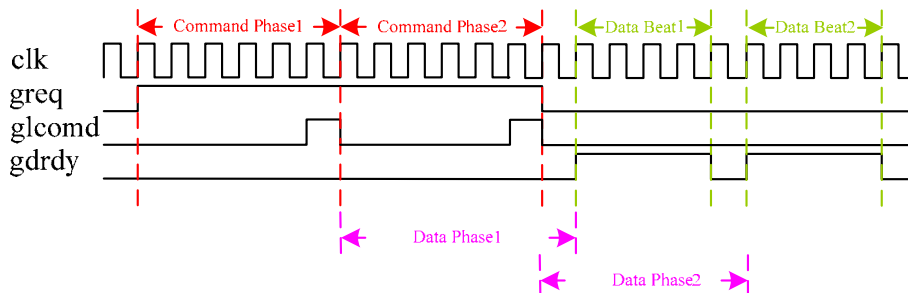 Command Phase1 Command Phase2 Data Beat1 Data Beat2
clk
greq
glcomd
gdrdy
Data Phase1
Data Phase2